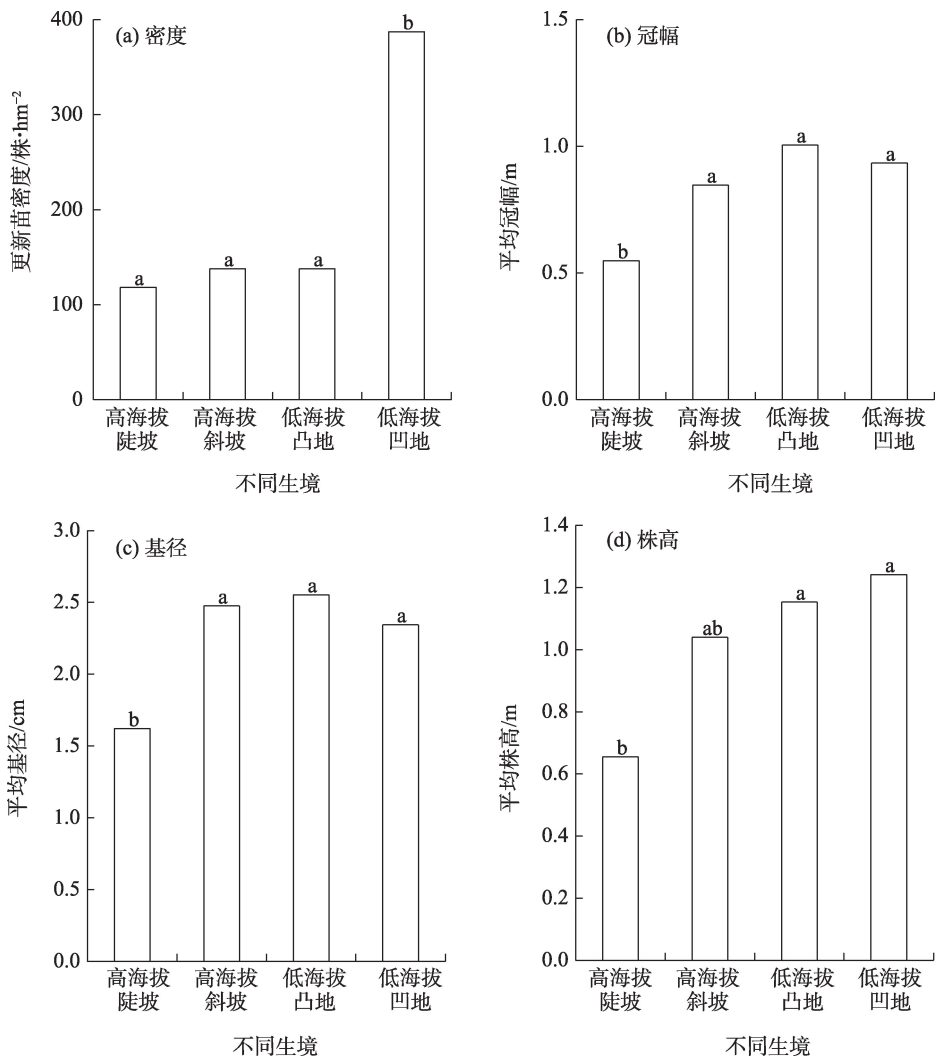 (a) 密度
更新苗密度/株·hm⁻²
400
300
200
100
0
a
a
a
b
高海拔
陡坡
高海拔
斜坡
低海拔
凸地
低海拔
凹地
不同生境
(b) 冠幅
平均冠幅/m
1.5
1.0
0.5
0.0
b
a
a
a
高海拔
陡坡
高海拔
斜坡
低海拔
凸地
低海拔
凹地
不同生境
(c) 基径
平均基径/cm
3.0
2.5
2.0
1.5
1.0
0.5
0.0
b
a
a
a
高海拔
陡坡
高海拔
斜坡
低海拔
凸地
低海拔
凹地
不同生境
(d) 株高
平均株高/m
1.4
1.2
1.0
0.8
0.6
0.4
0.2
0.0
b
ab
a
a
高海拔
陡坡
高海拔
斜坡
低海拔
凸地
低海拔
凹地
不同生境